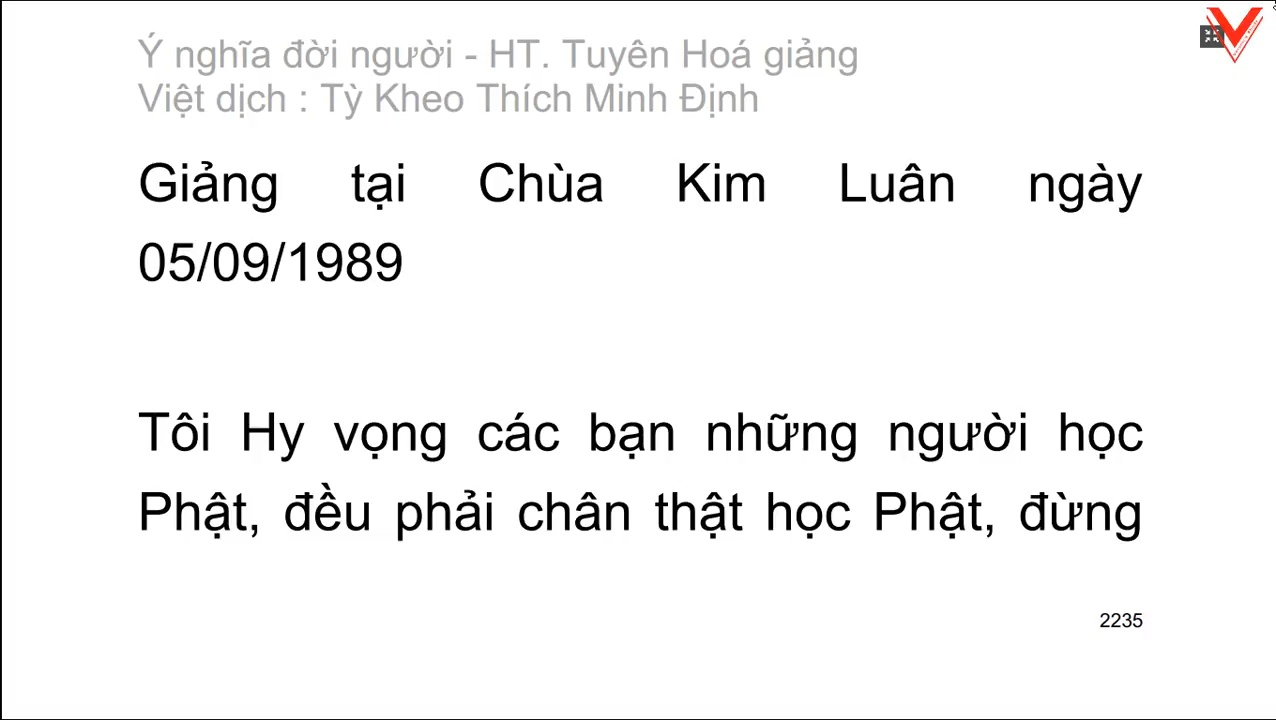 Ý nghĩa đời người - HT. Tuyên Hoá giảng
Việt dịch : Tỳ Kheo Thích Minh Định
Giảng tại Chùa Kim Luân ngày
05/09/1989
Tôi Hy vọng các bạn những người học
Phật, đều phải chân thật học Phật, đừng
2235